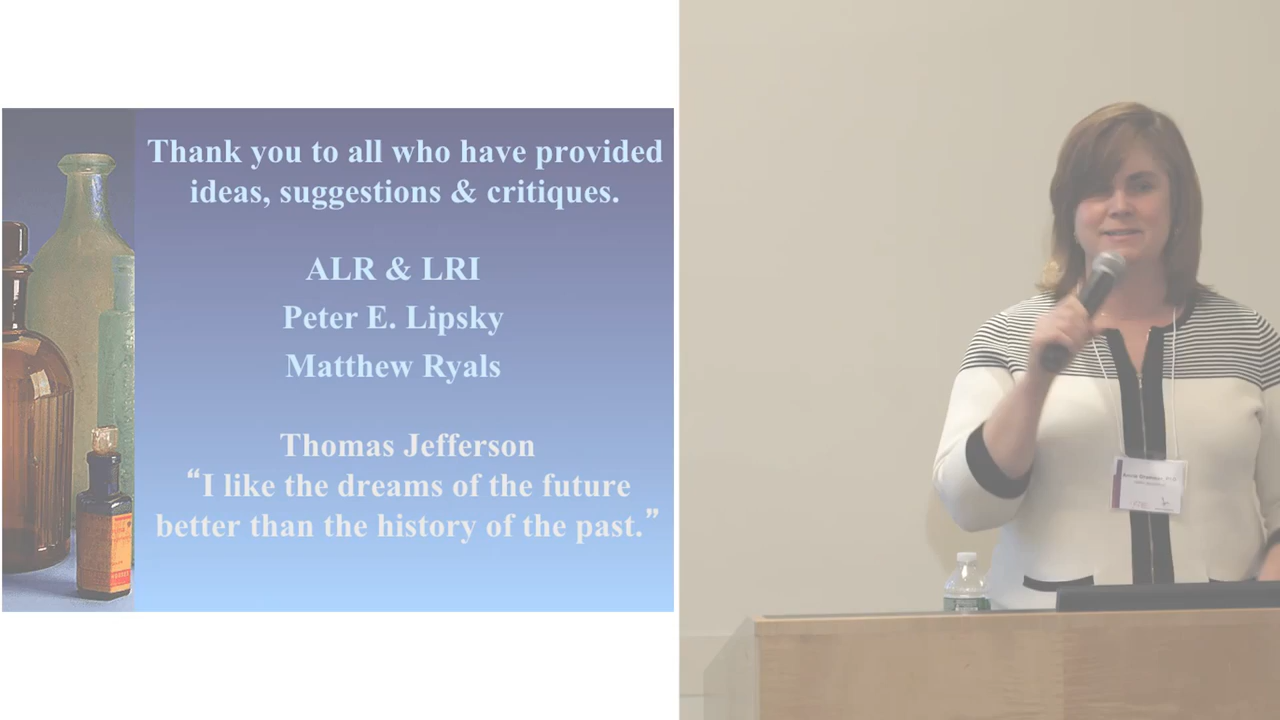 Thank you to all who have provided
ideas, suggestions & critiques.
ALR & LRI
Peter E. Lipsky
Matthew Ryals
Thomas Jefferson
“I like the dreams of the future
better than the history of the past.”